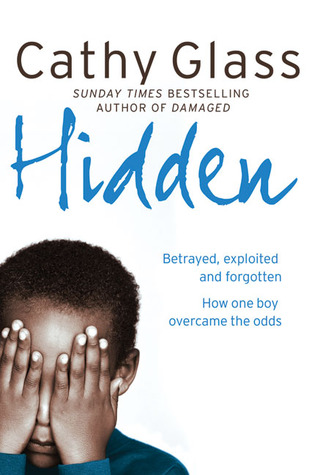 Cathy Glass
SUNDAY TIMES BESTSELLING
AUTHOR OF DAMAGED
Hidden
Betrayed, exploited
and forgotten
How one boy
overcame the odds